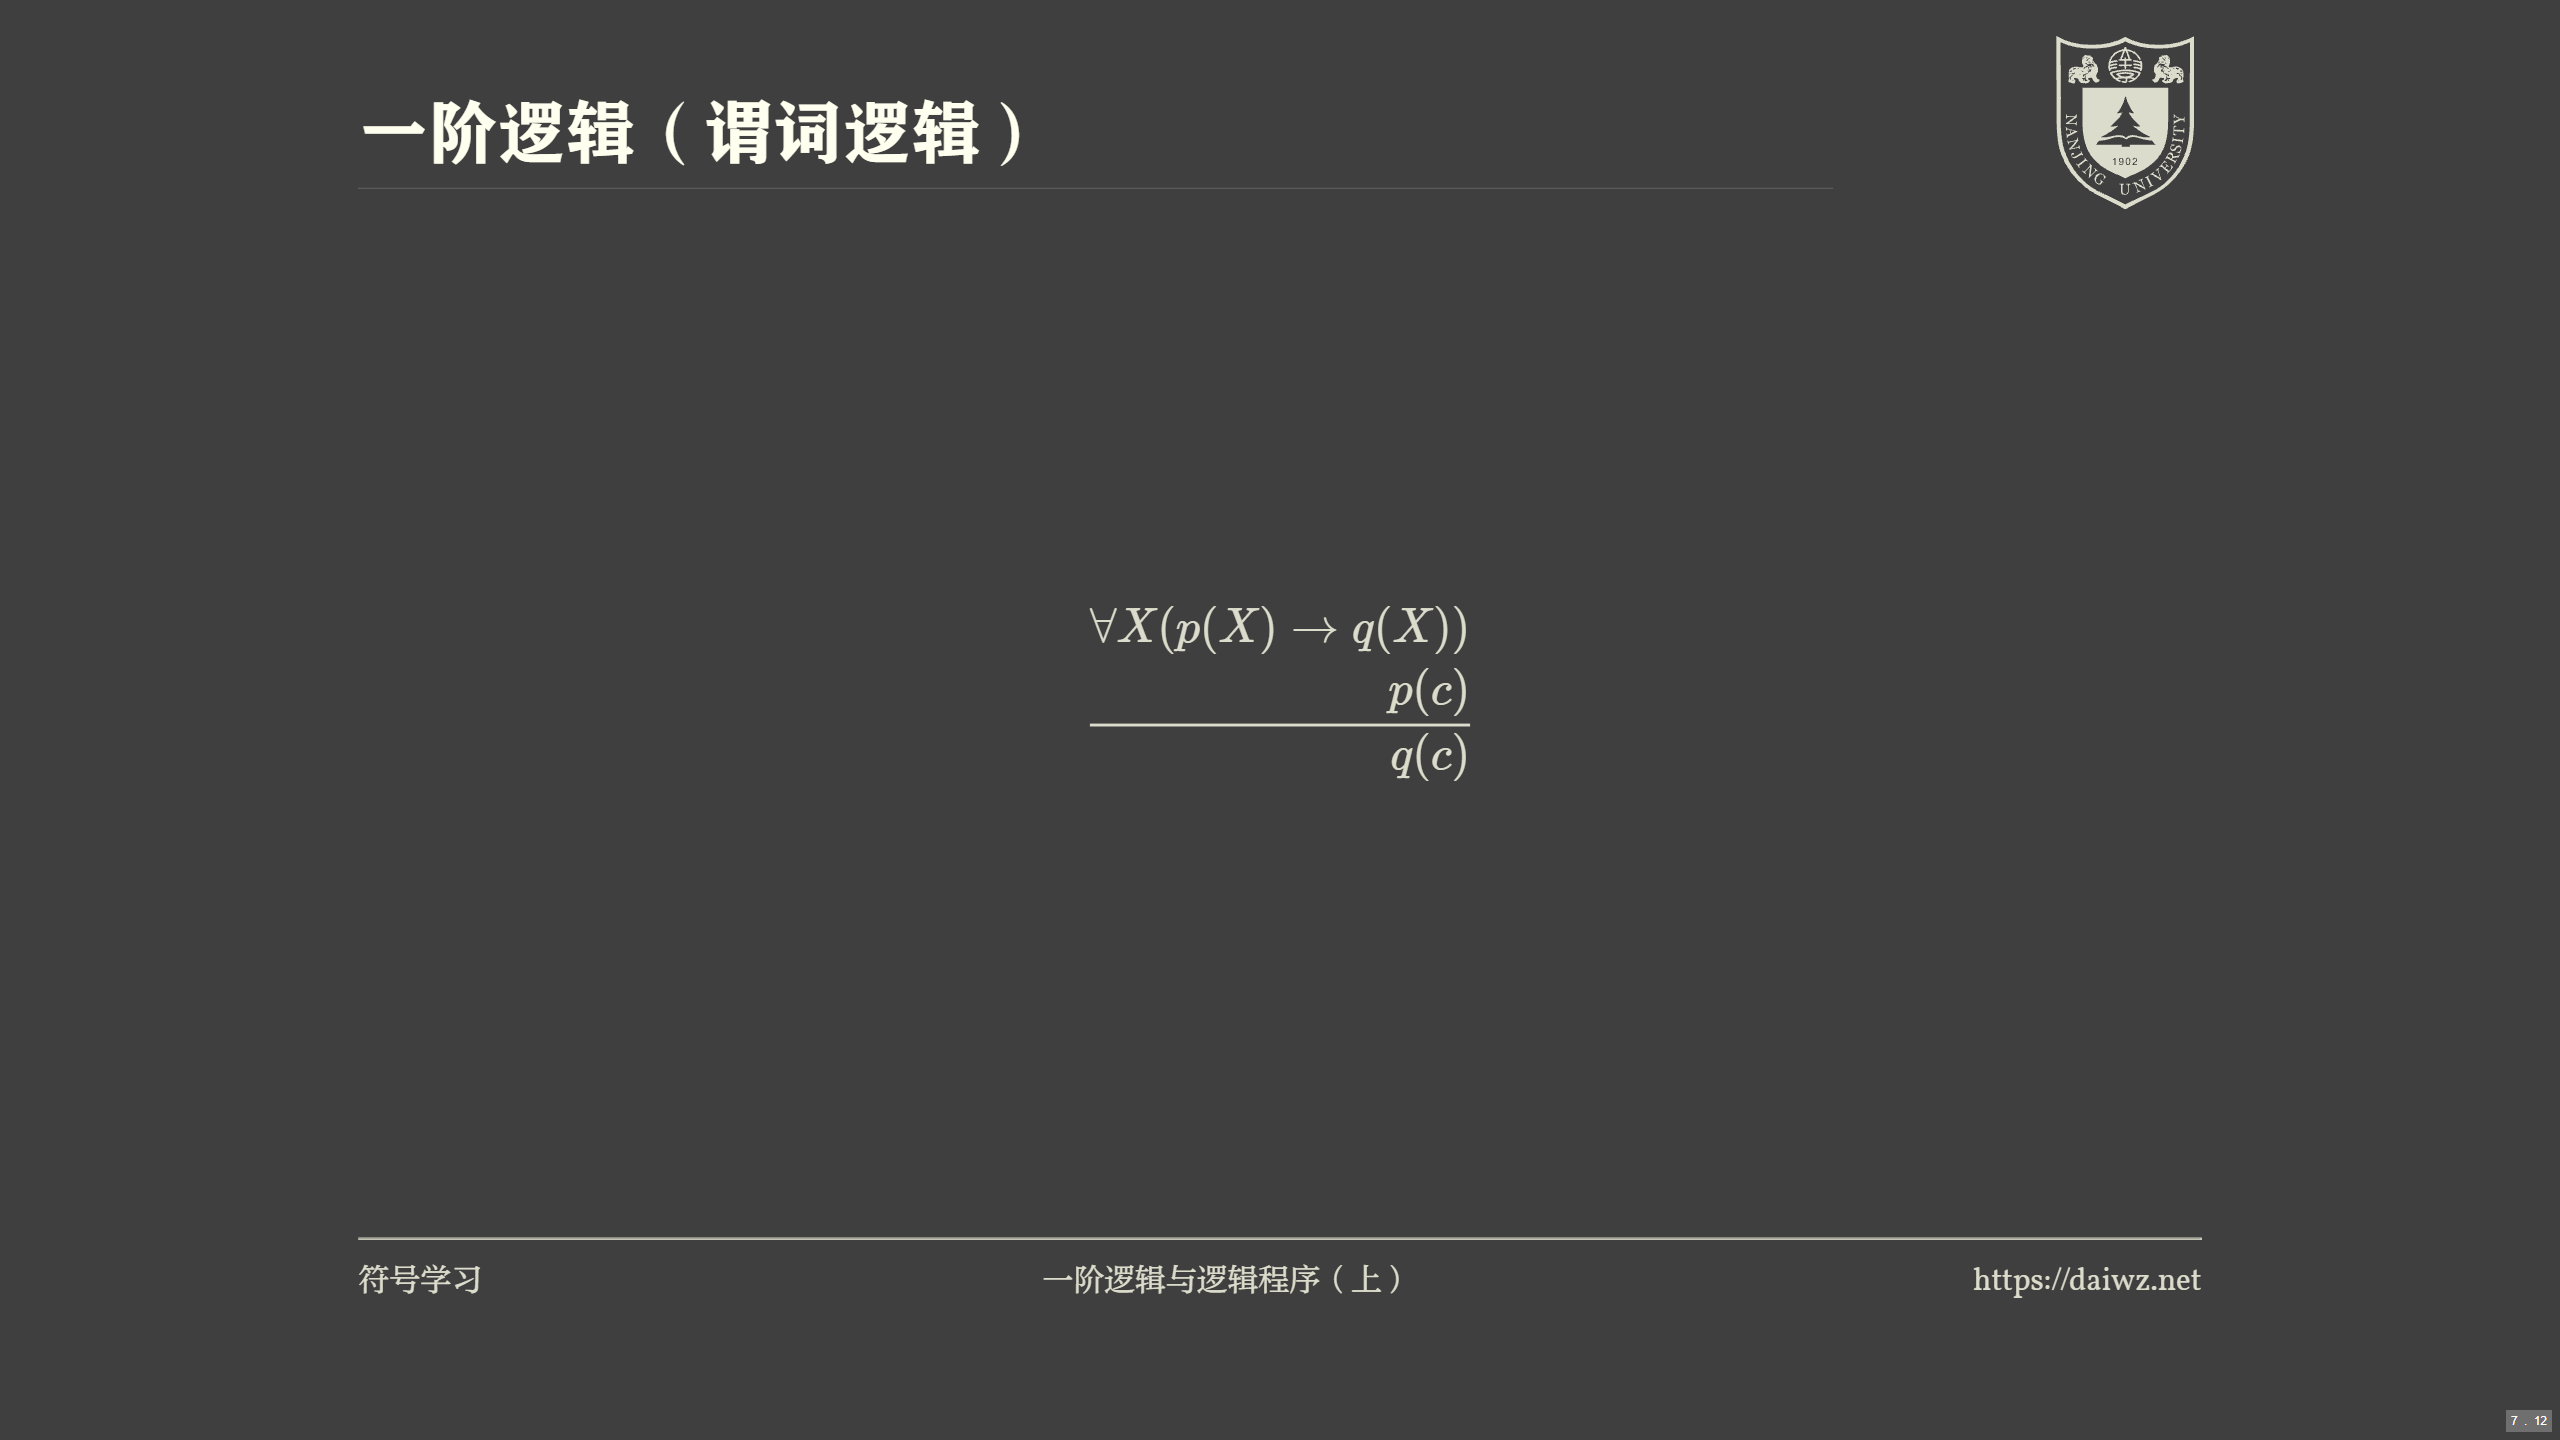 一阶逻辑（谓词逻辑）
NANJING UNIVERSITY
1902
∀X(p(X) → q(X))
p(c)
q(c)
符号学习
一阶逻辑与逻辑程序（上）
https://daiwz.net
7 . 12